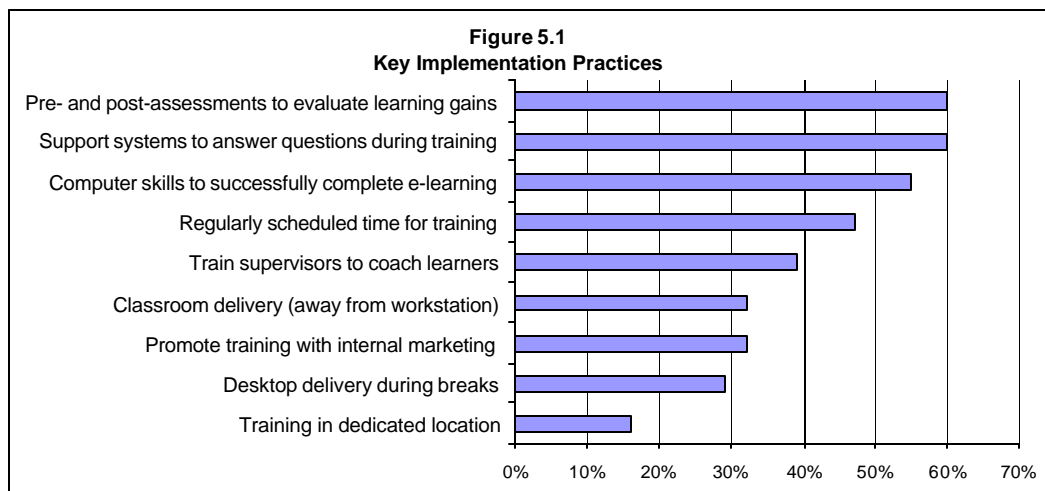 Figure 5.1
Key Implementation Practices
Pre- and post-assessments to evaluate learning gains
Support systems to answer questions during training
Computer skills to successfully complete e-learning
Regularly scheduled time for training
Train supervisors to coach learners
Classroom delivery (away from workstation)
Promote training with internal marketing
Desktop delivery during breaks
Training in dedicated location
0% 10% 20% 30% 40% 50% 60% 70%